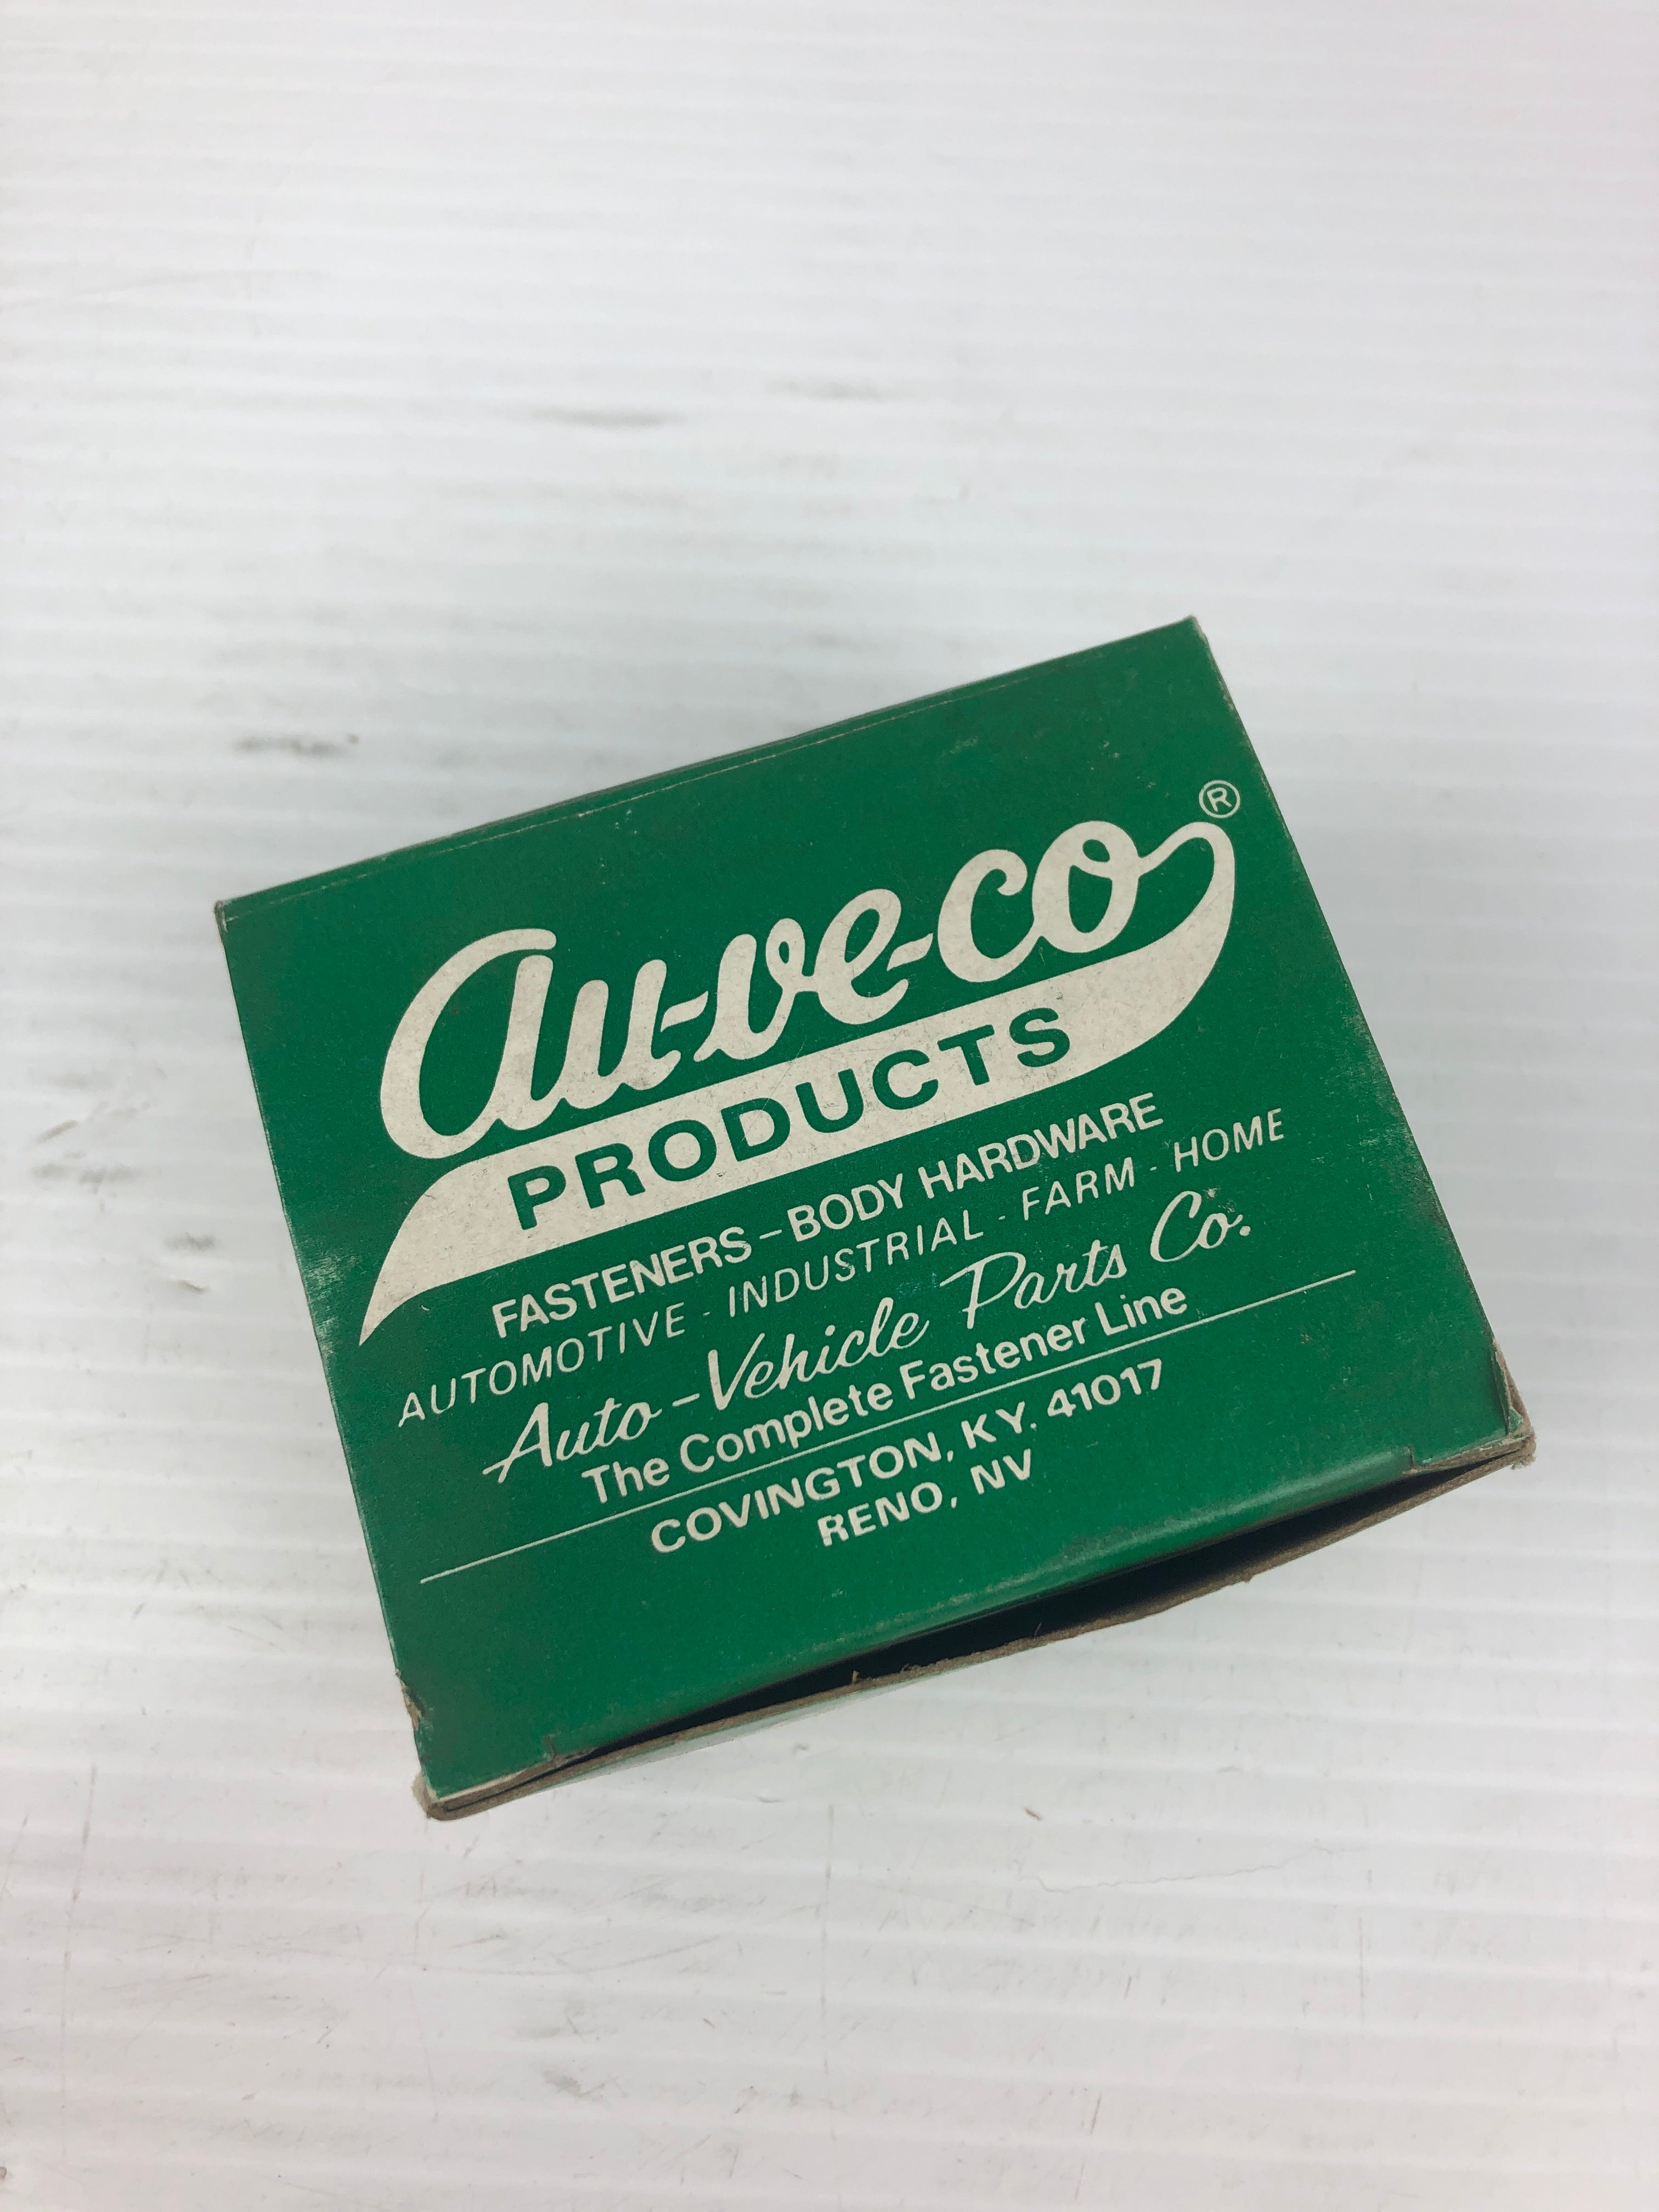 au-ve-co®
PRODUCTS
FASTENERS – BODY HARDWARE
AUTOMOTIVE - INDUSTRIAL - FARM - HOME
Auto-Vehicle Parts Co.
The Complete Fastener Line
COVINGTON, KY. 41017
RENO, NV